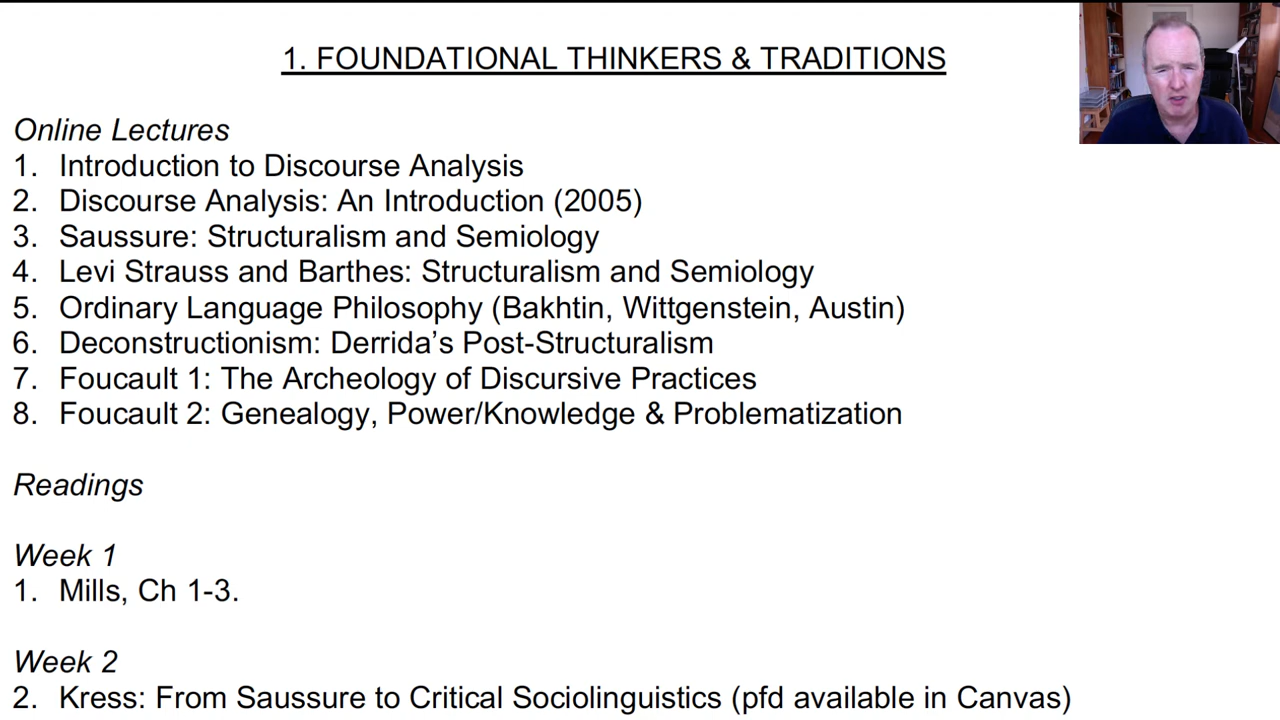 1. FOUNDATIONAL THINKERS & TRADITIONS
Online Lectures
1. Introduction to Discourse Analysis
2. Discourse Analysis: An Introduction (2005)
3. Saussure: Structuralism and Semiology
4. Levi Strauss and Barthes: Structuralism and Semiology
5. Ordinary Language Philosophy (Bakhtin, Wittgenstein, Austin)
6. Deconstructionism: Derrida’s Post-Structuralism
7. Foucault 1: The Archeology of Discursive Practices
8. Foucault 2: Genealogy, Power/Knowledge & Problematization
Readings
Week 1
1. Mills, Ch 1-3.
Week 2
2. Kress: From Saussure to Critical Sociolinguistics (pfd available in Canvas)